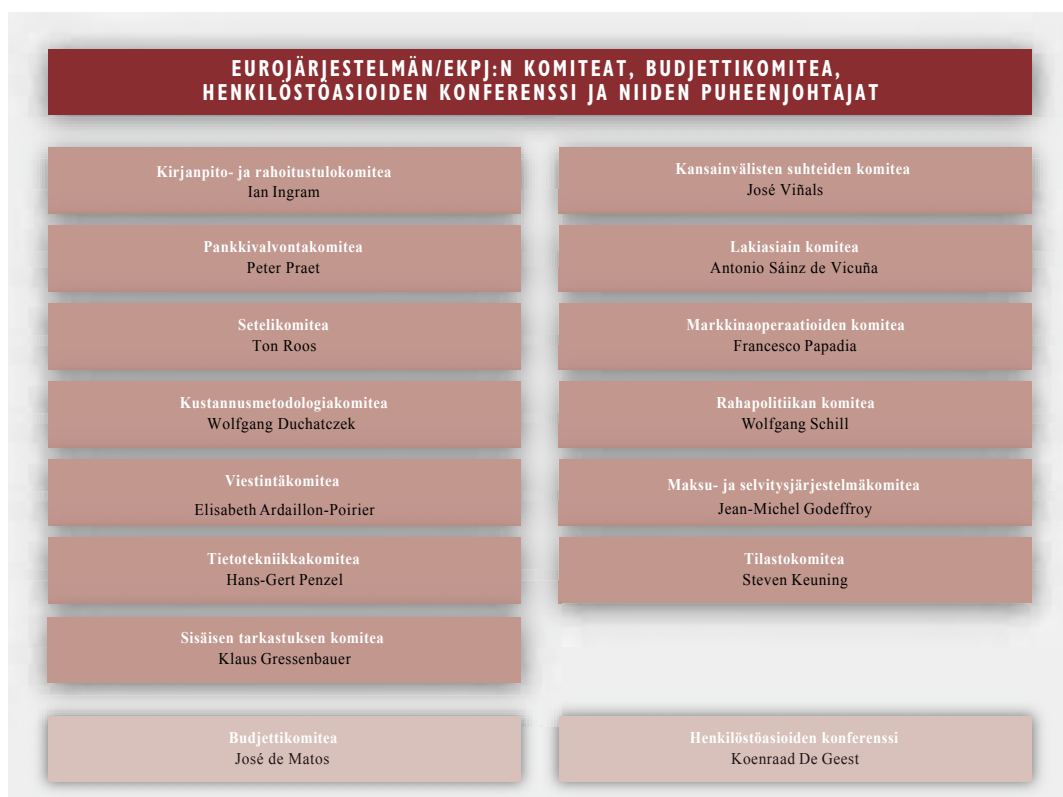 EUROJÄRJESTELMÄN/EKPJ:N KOMITEAT, BUDJETTIKOMITEA,
HENKILÖSTÖASIOIDEN KONFERENSSI JA NIIDEN PUHEENJOHTAJAT
Kirjanpito- ja rahoitustulokomitea
Ian Ingram
Pankkivalvontakomitea
Peter Praet
Setelikomitea
Ton Roos
Kustannusmetodologiakomitea
Wolfgang Duchatczek
Viestintäkomitea
Elisabeth Ardaillon-Poirier
Tietotekniikkakomitea
Hans-Gert Penzel
Sisäisen tarkastuksen komitea
Klaus Gressenbauer
Kansainvälisten suhteiden komitea
José Viñals
Lakiasiain komitea
Antonio Sáinz de Vicuña
Markkinaoperaatioiden komitea
Francesco Papadia
Rahapolitiikan komitea
Wolfgang Schill
Maksu- ja selvitysjärjestelmäkomitea
Jean-Michel Godeffroy
Tilastokomitea
Steven Keuning
Budjettikomitea
José de Matos
Henkilöstöasioiden konferenssi
Koenraad De Geest